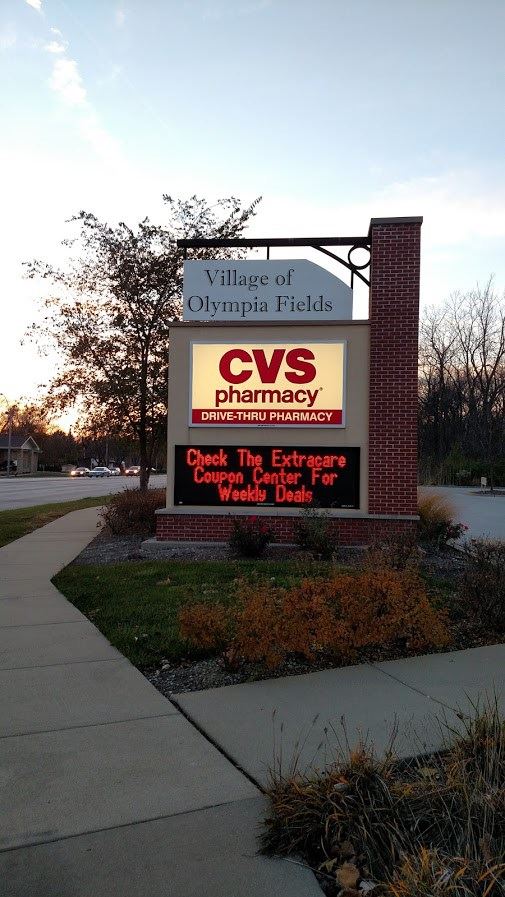 Village of
Olympia Fields
CVS
pharmacy
DRIVE-THRU PHARMACY
Check The Extracare
Coupon Center For
Weekly Deals